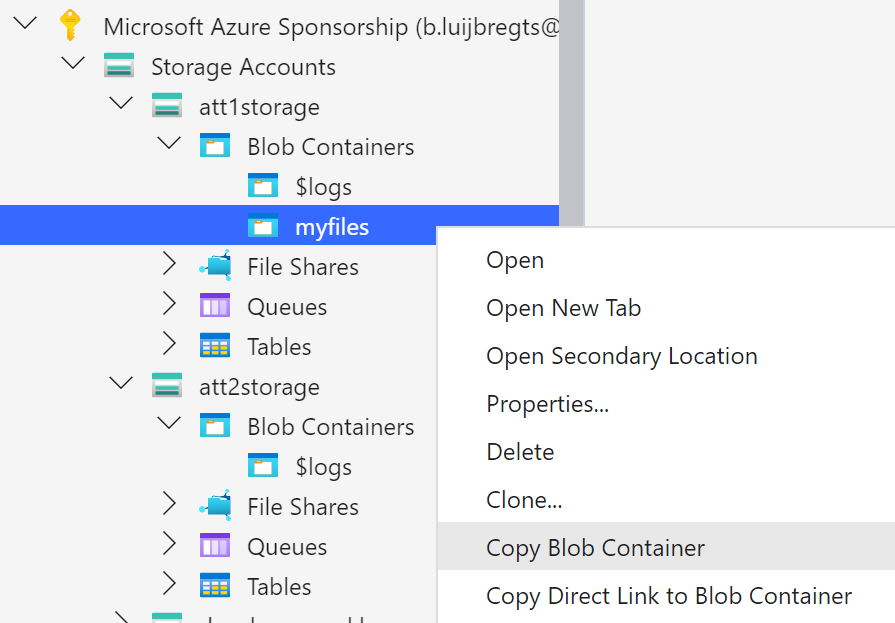 Microsoft Azure Sponsorship (b.luijbregts@
Storage Accounts
att1storage
Blob Containers
$logs
myfiles
File Shares
Queues
Tables
att2storage
Blob Containers
$logs
File Shares
Queues
Tables
Open
Open New Tab
Open Secondary Location
Properties...
Delete
Clone...
Copy Blob Container
Copy Direct Link to Blob Container